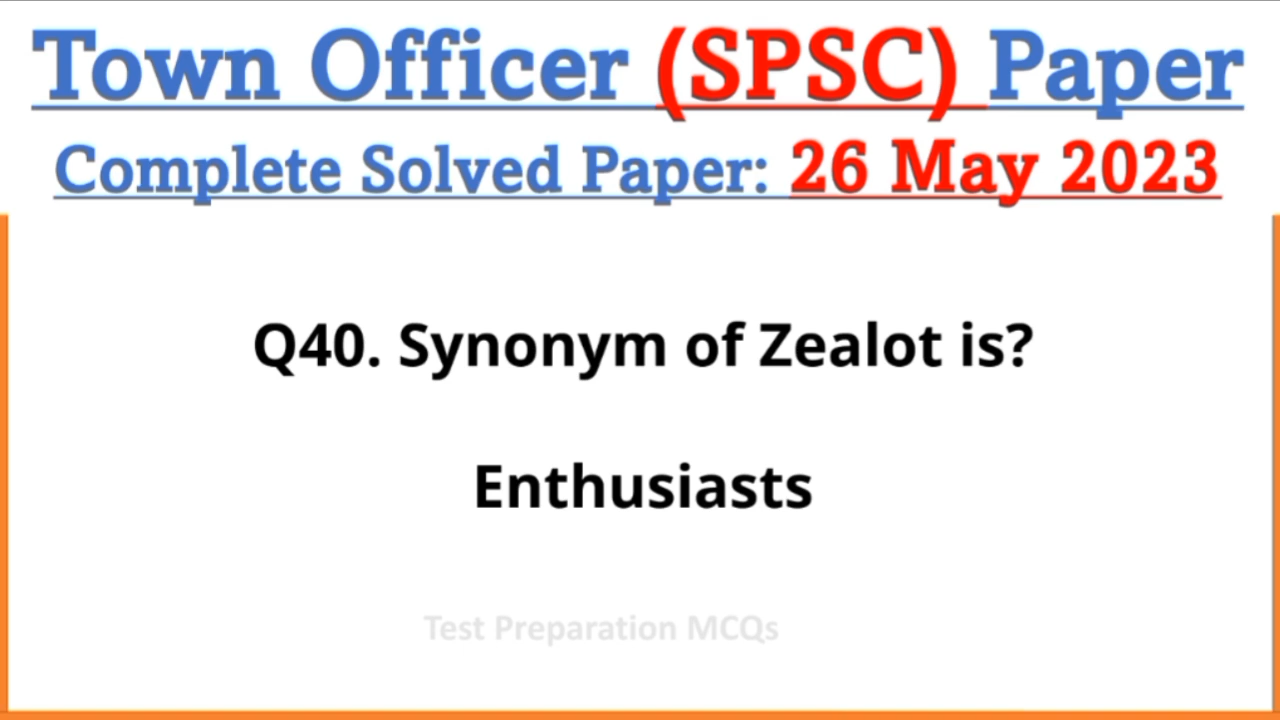 Town Officer (SPSC) Paper
Complete Solved Paper: 26 May 2023
Q40. Synonym of Zealot is?
Enthusiasts
Test Preparation MCQs